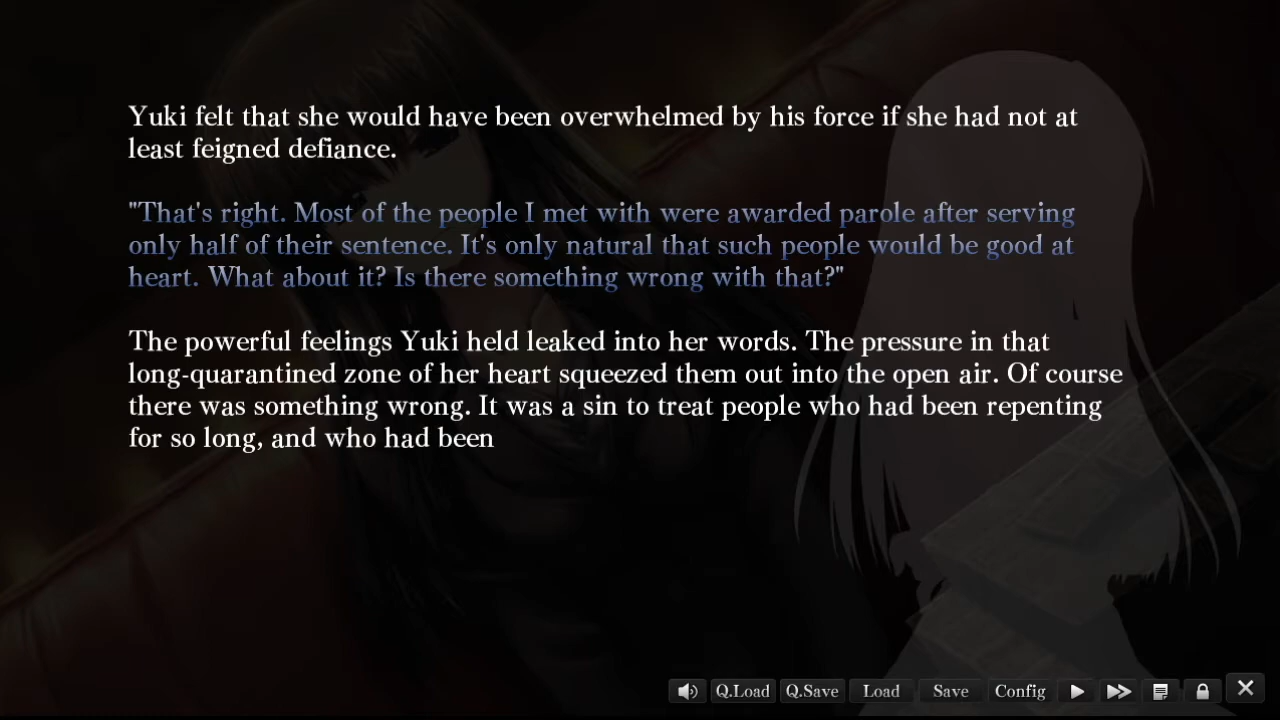 Yuki felt that she would have been overwhelmed by his force if she had not at
least feigned defiance.
"That's right. Most of the people I met with were awarded parole after serving
only half of their sentence. It's only natural that such people would be good at
heart. What about it? Is there something wrong with that?"
The powerful feelings Yuki held leaked into her words. The pressure in that
long-quarantined zone of her heart squeezed them out into the open air. Of course
there was something wrong. It was a sin to treat people who had been repenting
for so long, and who had been
Q.Load Q.Save Load Save Config